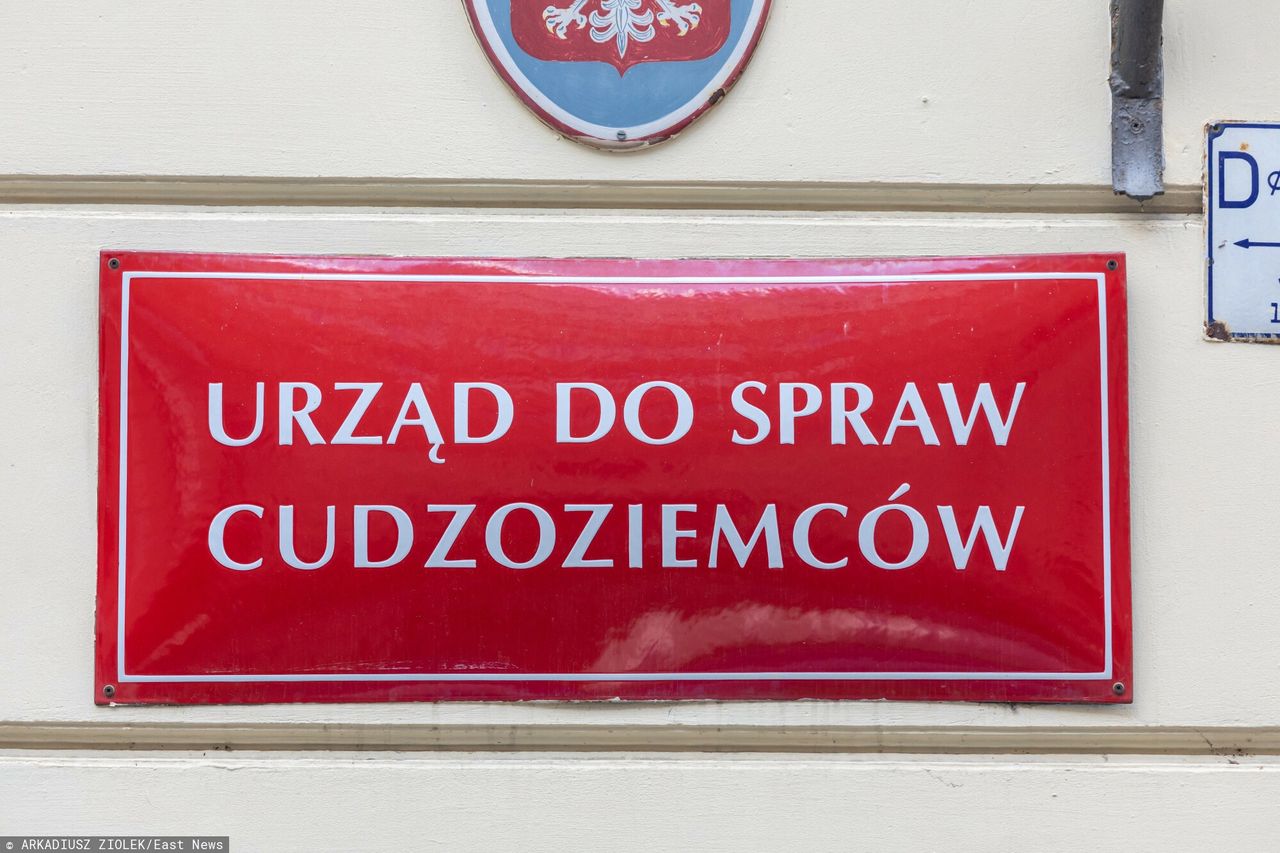 URZĄD DO SPRAW
CUDZOZIEMCÓW
D
© ARKADIUSZ ZIOLEK/East News